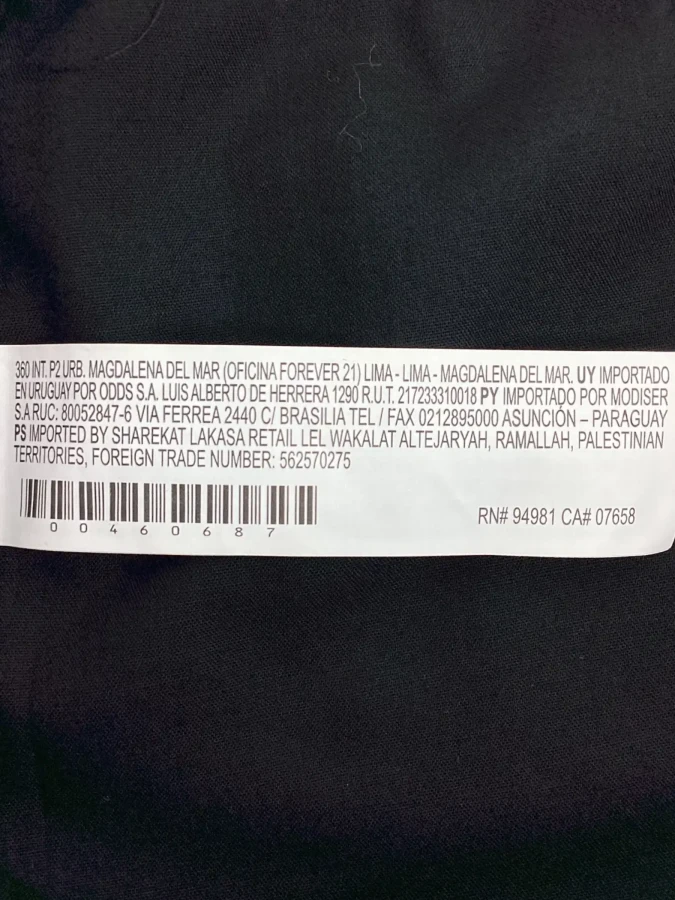 360 INT. P2 URB. MAGDALENA DEL MAR (OFICINA FOREVER 21) LIMA - LIMA - MAGDALENA DEL MAR. UY IMPORTADO
EN URUGUAY POR ODDS S.A. LUIS ALBERTO DE HERRERA 1290 R.U.T. 217233310018 PY IMPORTADO POR MODISER
S.A RUC: 80052847-6 VIA FERREA 2440 C/ BRASILIA TEL / FAX 0212895000 ASUNCIÓN – PARAGUAY
PS IMPORTED BY SHAREKAT LAKASA RETAIL LEL WAKALAT ALTEJARYAH, RAMALLAH, PALESTINIAN
TERRITORIES, FOREIGN TRADE NUMBER: 562570275
00460687
RN# 94981 CA# 07658